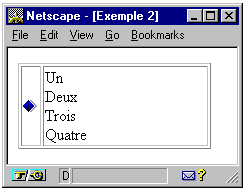 Netscape - [Exemple 2]
File Edit View Go Bookmarks
Un
Deux
Trois
Quatre
D
?